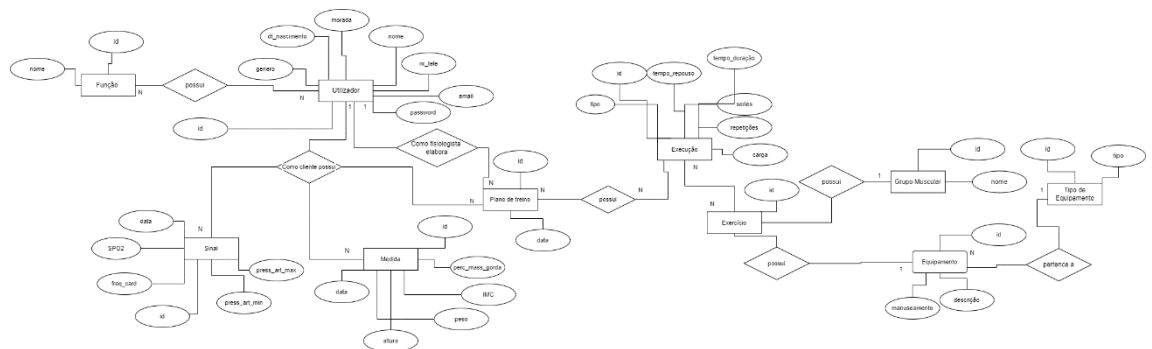 morada
dt_nascimento
nome
id
nr_tele
nome
genero
Função
N
possui
N
Utilizador
email
1
1
password
id
Como fisiologista
elabora
Como cliente possui
tempo_duração
id
tempo_repouso
tipo
series
repetições
Execução
carga
N
N
id
N
N
Plano de treino
N
possui
N
data
N
id
Exercício
N
N
possui
1
Grupo Muscular
id
nome
id
tipo
1
Tipo de
Equipamento
possui
1
id
Equipamento
N
pertence a
manuseamento
descrição
N
data
SPO2
Sinal
freq_card
press_art_max
press_art_min
id
N
id
Medida
perc_mass_gorda
data
IMC
peso
altura